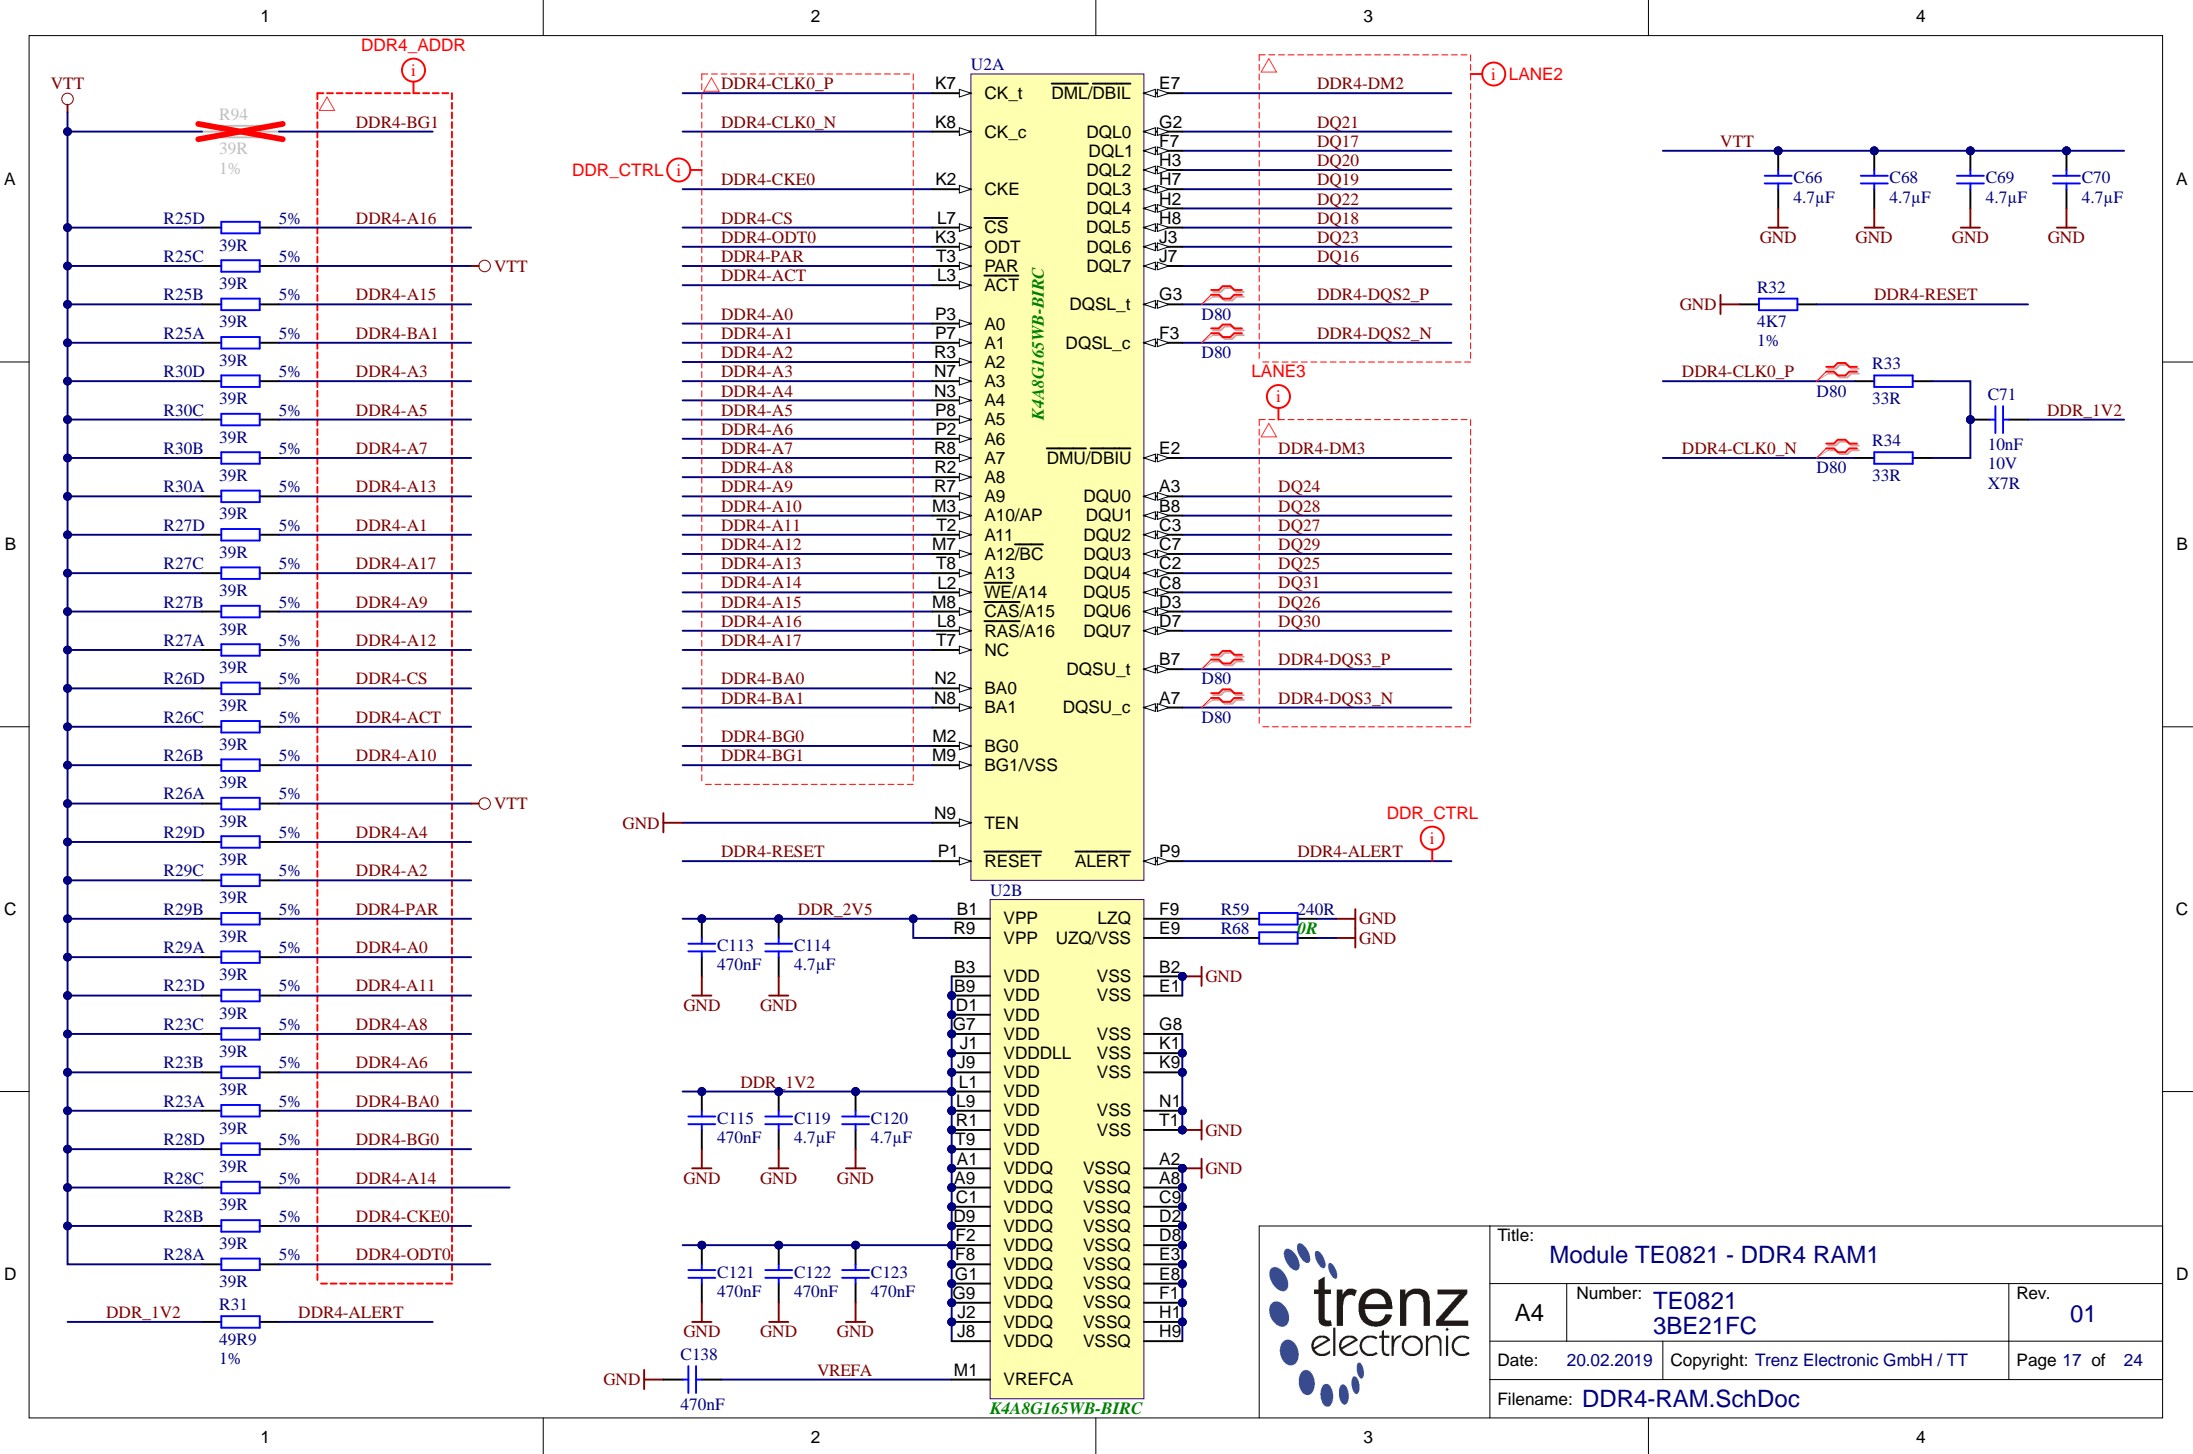 1
2
3
4
A
B
C
D
DDR4_ADDR
i
VTT
R94
39R
1%
DDR4-BG1
R25D 5% DDR4-A16
39R
R25C 5% VTT
39R
R25B 5% DDR4-A15
39R
R25A 5% DDR4-BA1
39R
R30D 5% DDR4-A3
39R
R30C 5% DDR4-A5
39R
R30B 5% DDR4-A7
39R
R30A 5% DDR4-A13
39R
R27D 5% DDR4-A1
39R
R27C 5% DDR4-A17
39R
R27B 5% DDR4-A9
39R
R27A 5% DDR4-A12
39R
R26D 5% DDR4-CS
39R
R26C 5% DDR4-ACT
39R
R26B 5% DDR4-A10
39R
R26A 5% VTT
39R
R29D 5% DDR4-A4
39R
R29C 5% DDR4-A2
39R
R29B 5% DDR4-PAR
39R
R29A 5% DDR4-A0
39R
R23D 5% DDR4-A11
39R
R23C 5% DDR4-A8
39R
R23B 5% DDR4-A6
39R
R23A 5% DDR4-BA0
39R
R28D 5% DDR4-BG0
39R
R28C 5% DDR4-A14
39R
R28B 5% DDR4-CKE0
39R
R28A 5% DDR4-ODT0
39R
DDR_1V2 R31 DDR4-ALERT
49R9
1%
U2A
DDR_CTRL i
DDR4-CLK0_P K7 CK_t
DDR4-CLK0_N K8 CK_c
DDR4-CKE0 K2 CKE
DDR4-CS L7 CS
DDR4-ODT0 K3 ODT
DDR4-PAR T3 PAR
DDR4-ACT L3 ACT
DDR4-A0 P3 A0
DDR4-A1 P7 A1
DDR4-A2 R3 A2
DDR4-A3 N7 A3
DDR4-A4 N3 A4
DDR4-A5 P8 A5
DDR4-A6 P2 A6
DDR4-A7 R8 A7
DDR4-A8 R2 A8
DDR4-A9 R7 A9
DDR4-A10 M3 A10/AP
DDR4-A11 T2 A11
DDR4-A12 M7 A12/BC
DDR4-A13 T8 A13
DDR4-A14 L2 WE/A14
DDR4-A15 M8 CAS/A15
DDR4-A16 L8 RAS/A16
DDR4-A17 T7 NC
DDR4-BA0 N2 BA0
DDR4-BA1 N8 BA1
DDR4-BG0 M2 BG0
DDR4-BG1 M9 BG1/VSS
GND N9 TEN
DDR4-RESET P1 RESET
K4A8G165WB-BIRC
i LANE2
DML/DBIL E7 DDR4-DM2
DQL0 G2 DQ21
DQL1 F7 DQ17
DQL2 H3 DQ20
DQL3 H7 DQ19
DQL4 H2 DQ22
DQL5 H8 DQ18
DQL6 J3 DQ23
DQL7 J7 DQ16
DQSL_t G3 D80 DDR4-DQS2_P
DQSL_c F3 D80 DDR4-DQS2_N
LANE3
i
DMU/DBIU E2 DDR4-DM3
DQU0 A3 DQ24
DQU1 B8 DQ28
DQU2 C3 DQ27
DQU3 C7 DQ29
DQU4 C2 DQ25
DQU5 C8 DQ31
DQU6 D3 DQ26
DQU7 D7 DQ30
DQSU_t B7 D80 DDR4-DQS3_P
DQSU_c A7 D80 DDR4-DQS3_N
DDR_CTRL
i
ALERT P9 DDR4-ALERT
U2B
DDR_2V5 B1 VPP
R9 VPP
C113
470nF
GND
C114
4.7µF
GND
B3 VDD
B9 VDD
D1 VDD
G7 VDD
J1 VDDDLL
J9 VDD
DDR_1V2 L1 VDD
L9 VDD
R1 VDD
T9 VDD
C115
470nF
GND
C119
4.7µF
GND
C120
4.7µF
GND
A1 VDDQ
A9 VDDQ
C1 VDDQ
D9 VDDQ
F2 VDDQ
F8 VDDQ
G1 VDDQ
G9 VDDQ
J2 VDDQ
J8 VDDQ
C121
470nF
GND
C122
470nF
GND
C123
470nF
GND
GND C138 VREFA M1 VREFCA
470nF
K4A8G165WB-BIRC
LZQ F9 R59 240R GND
UZQ/VSS E9 R68 0R GND
VSS B2 GND
VSS E1
VSS G8
VSS K1
VSS K9
VSS N1
VSS T1 GND
VSSQ A2 GND
VSSQ A8
VSSQ C9
VSSQ D2
VSSQ D8
VSSQ E3
VSSQ E8
VSSQ F1
VSSQ H1
VSSQ H9
VTT
C66
4.7µF
GND
C68
4.7µF
GND
C69
4.7µF
GND
C70
4.7µF
GND
GND R32 DDR4-RESET
4K7
1%
DDR4-CLK0_P D80 R33
33R
C71
10nF
10V
X7R
DDR_1V2
DDR4-CLK0_N D80 R34
33R
trenz
electronic
Title:
Module TE0821 - DDR4 RAM1
A4
Number: TE0821
3BE21FC
Rev.
01
Date: 20.02.2019
Copyright: Trenz Electronic GmbH / TT
Page 17 of 24
Filename: DDR4-RAM.SchDoc
A
B
C
D
1
2
3
4